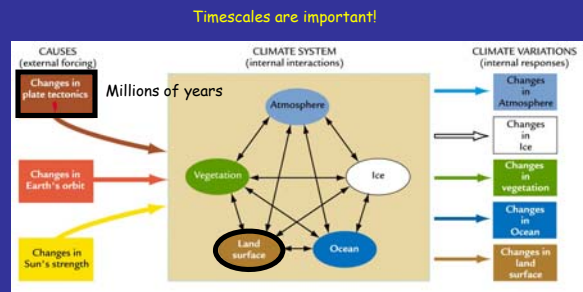 Timescales are important!
CAUSES
(external forcing)
CLIMATE SYSTEM
(internal interactions)
CLIMATE VARIATIONS
(internal responses)
Changes in
plate tectonics
Millions of years
Changes in
Earth's orbit
Changes in
Sun's strength
Atmosphere
Vegetation
Ice
Land
surface
Ocean
Changes
in
Atmosphere
Changes
in
Ice
Changes
in
vegetation
Changes
in
Ocean
Changes in
land
surface